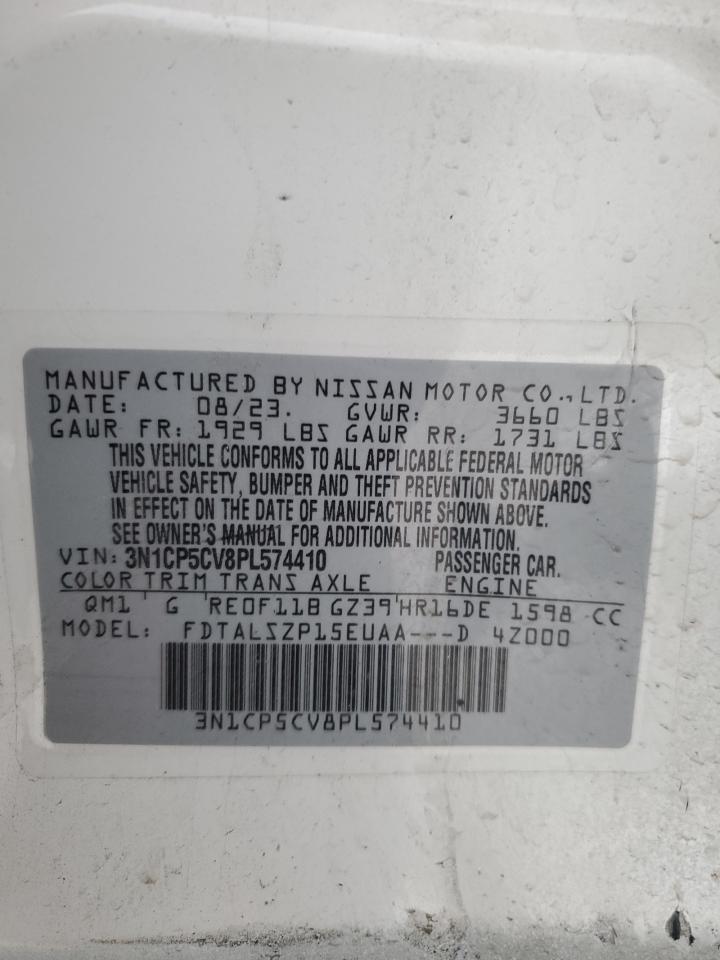 MANUFACTURED BY NISSAN MOTOR CO., LTD.
DATE: 08/23. GVWR: 3660 LBS
GAWR FR: 1929 LBS GAWR RR: 1731 LBS
THIS VEHICLE CONFORMS TO ALL APPLICABLE FEDERAL MOTOR
VEHICLE SAFETY, BUMPER AND THEFT PREVENTION STANDARDS
IN EFFECT ON THE DATE OF MANUFACTURE SHOWN ABOVE.
SEE OWNER'S MANUAL FOR ADDITIONAL INFORMATION.
VIN: 3N1CP5CV8PL574410 PASSENGER CAR.
COLOR TRIM TRANS AXLE ENGINE
QM1 G RE0F11B GZ39 HR16DE 1598 CC
MODEL: FDTALSZP15EUAA---D 4Z000
3N1CP5CV8PL574410